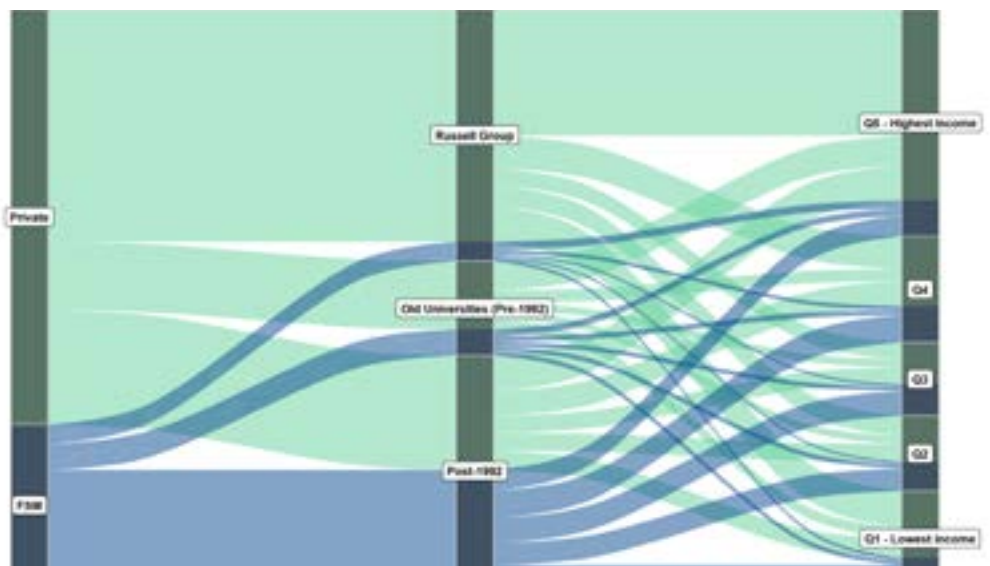 Private
FSM
Russell Group
Old Universities (Pre-1992)
Post-1992
Q5 - Highest Income
Q4
Q3
Q2
Q1 - Lowest Income